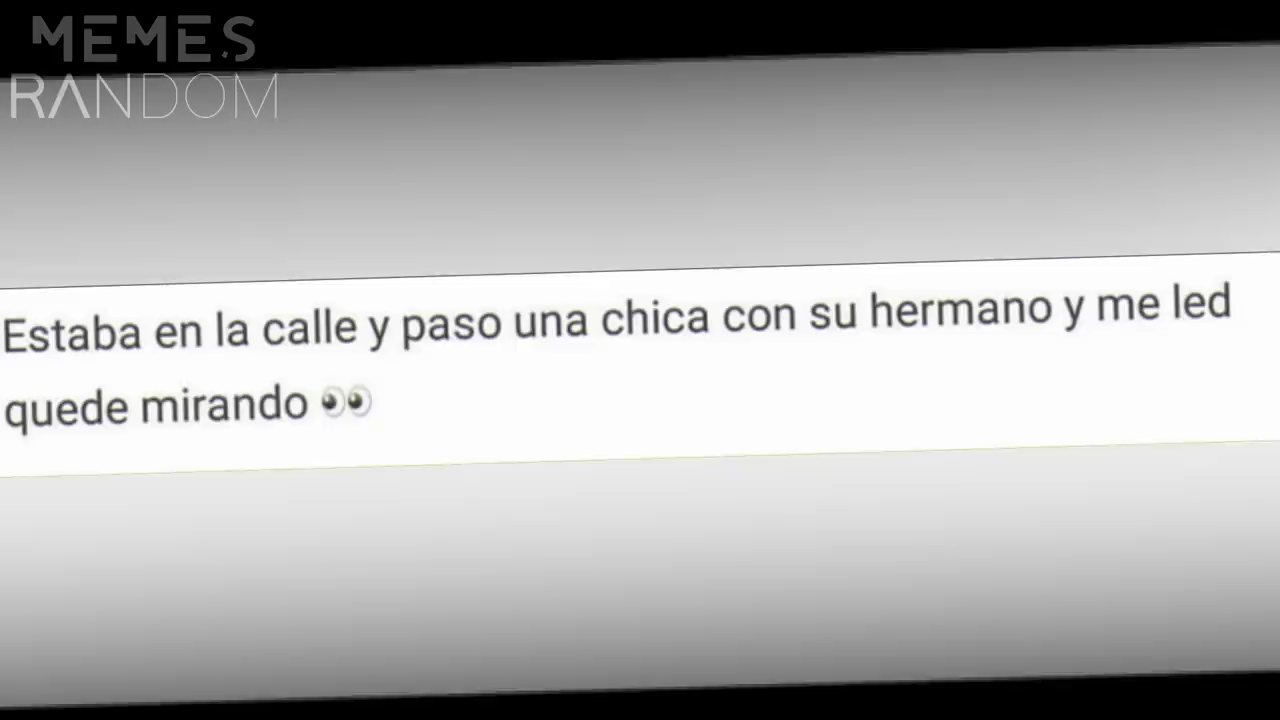 MEMES
RANDOM
Estaba en la calle y paso una chica con su hermano y me led
quede mirando 👀